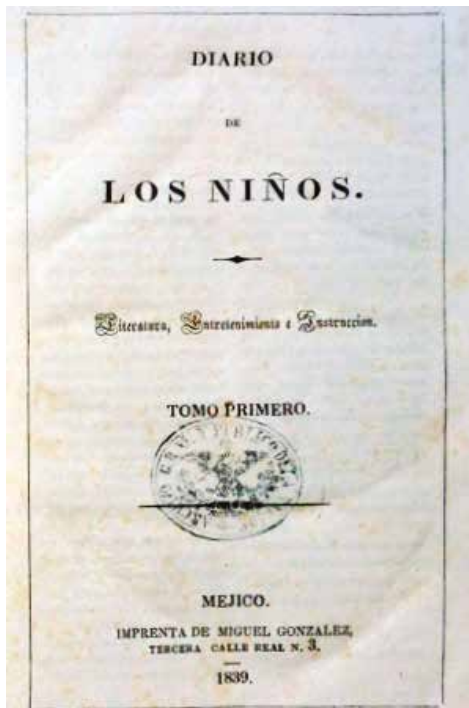 DIARIO
DE
LOS NIÑOS.
Literatura, Entretenimiento é Instruccion.
TOMO PRIMERO.
MEJICO.
IMPRENTA DE MIGUEL GONZALEZ,
TERCERA CALLE REAL N. 3.
1839.